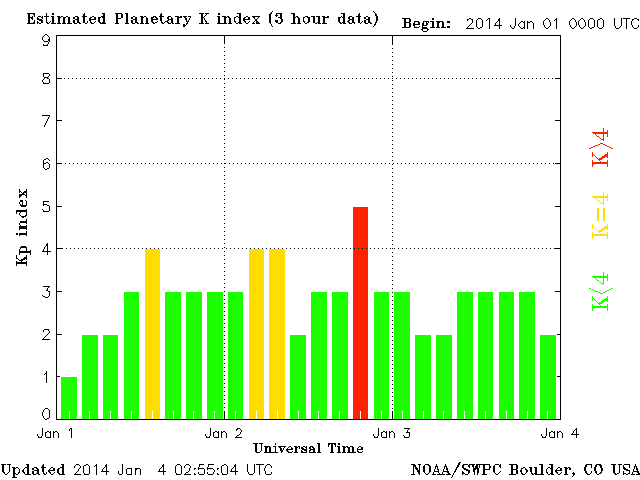 Estimated Planetary K index (3 hour data) Begin: 2014 Jan 01 0000 UTC
9
8
7
6
5
4
3
2
1
0
Kp index
Jan 1 Jan 2 Jan 3 Jan 4
Universal Time
K>4
K=4
K<4
Updated 2014 Jan 4 02:55:04 UTC NOAA/SWPC Boulder, CO USA